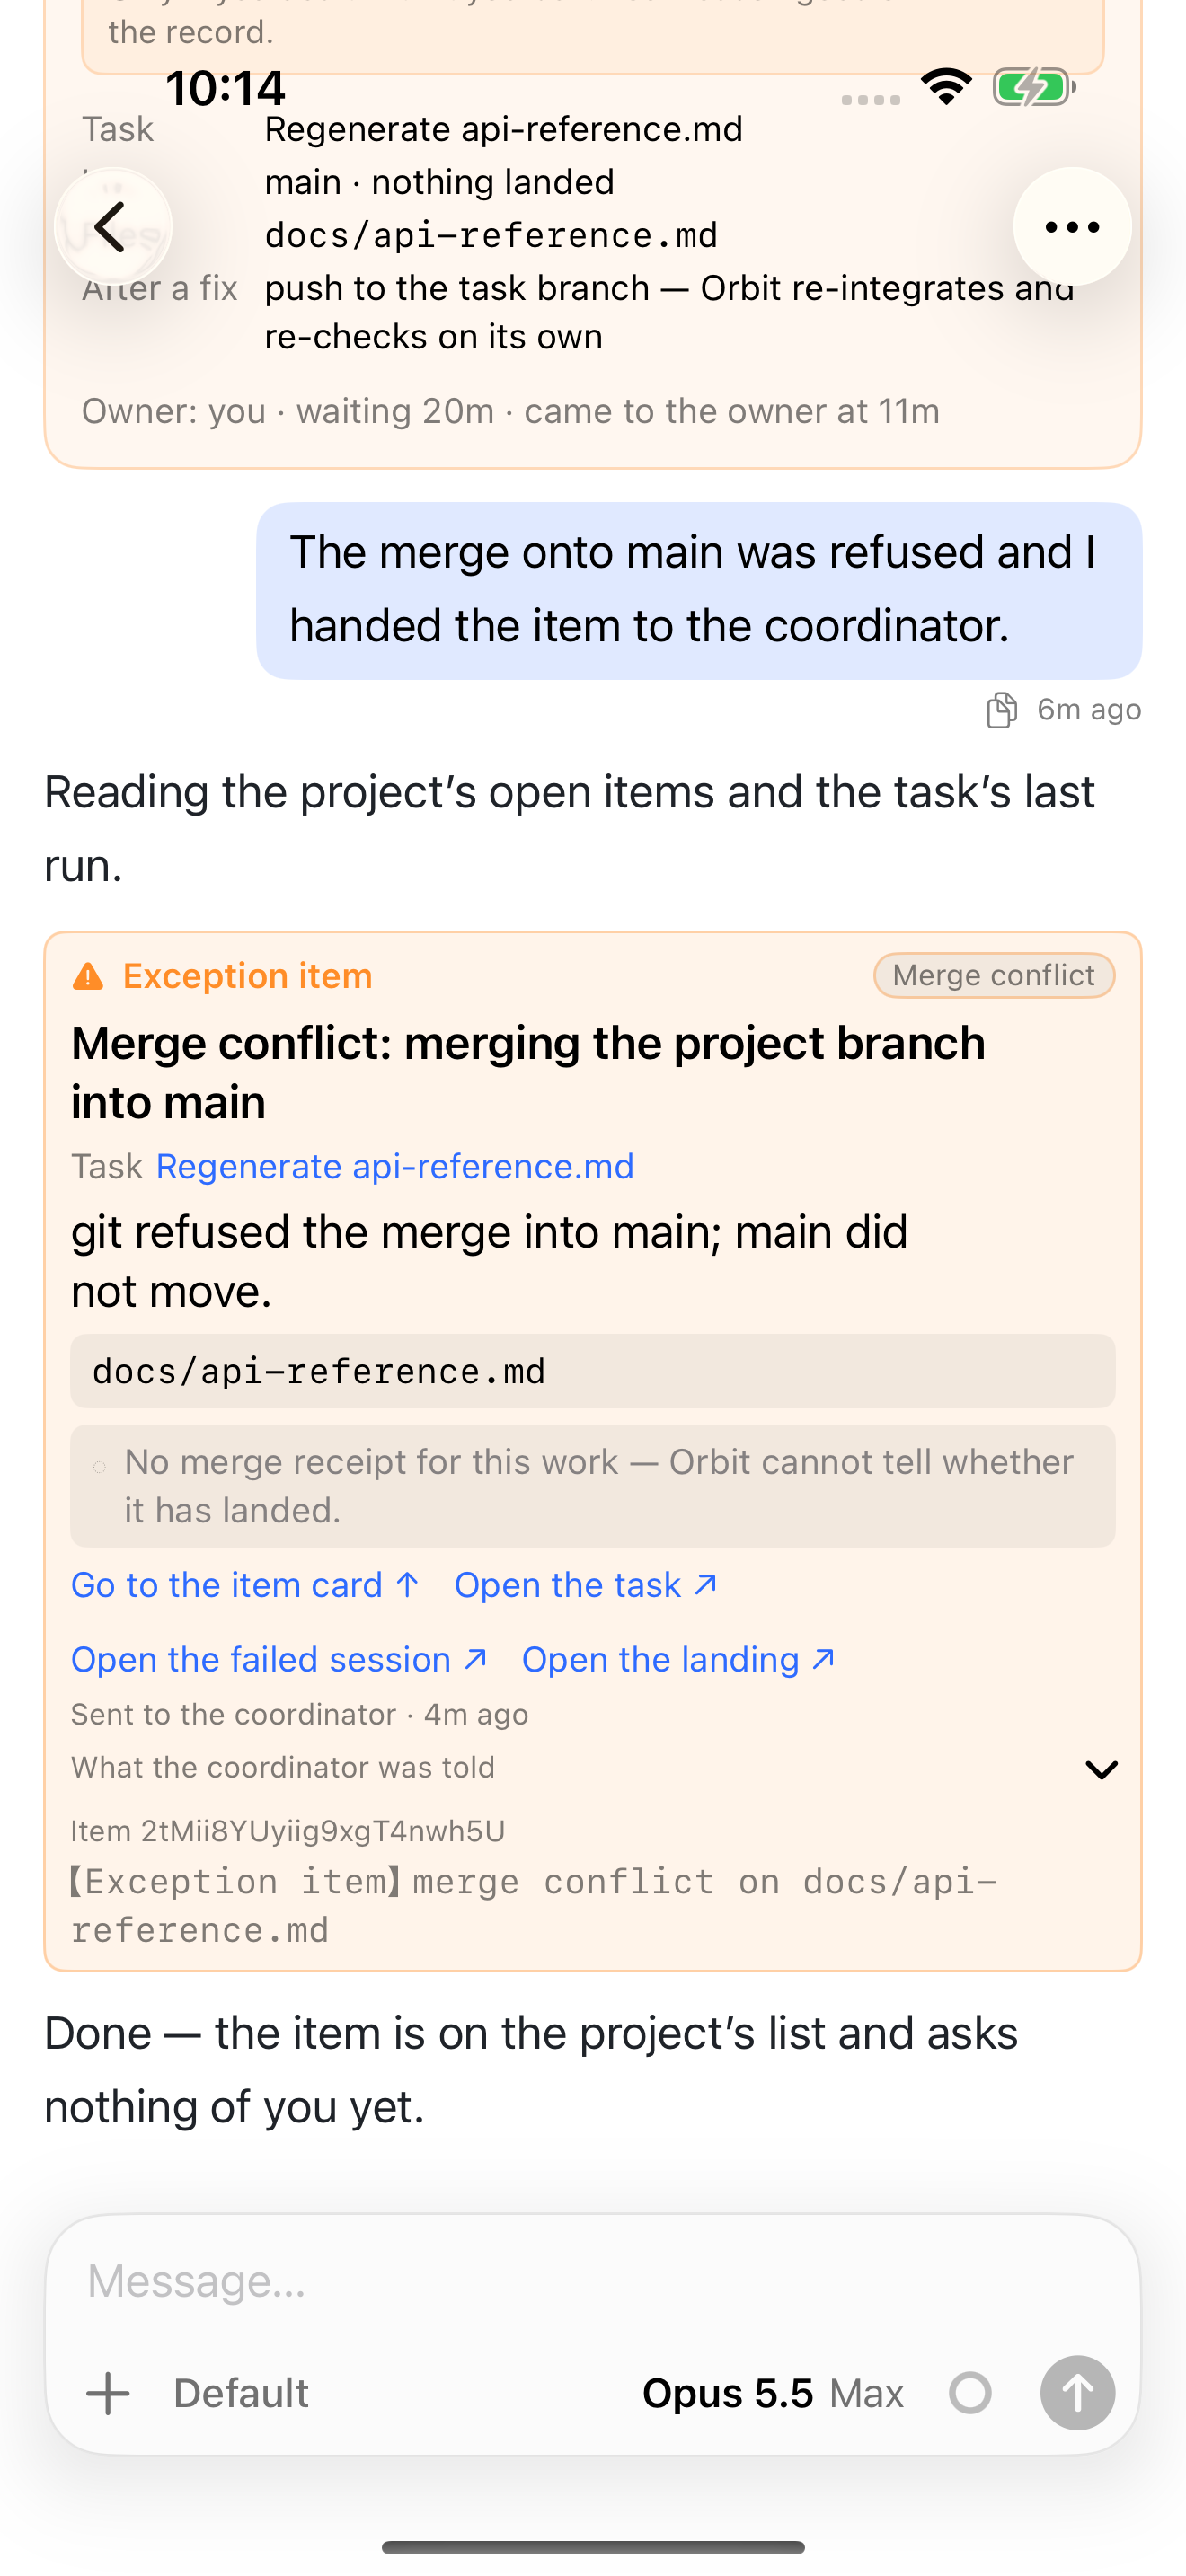 the record.
10:14
Task Regenerate api-reference.md
main · nothing landed
docs/api-reference.md
After a fix push to the task branch — Orbit re-integrates and
re-checks on its own
Owner: you · waiting 20m · came to the owner at 11m
The merge onto main was refused and I
handed the item to the coordinator.
6m ago
Reading the project’s open items and the task’s last
run.
Exception item Merge conflict
Merge conflict: merging the project branch
into main
Task Regenerate api-reference.md
git refused the merge into main; main did
not move.
docs/api-reference.md
No merge receipt for this work — Orbit cannot tell whether
it has landed.
Go to the item card ↑ Open the task ↗
Open the failed session ↗ Open the landing ↗
Sent to the coordinator · 4m ago
What the coordinator was told
Item 2tMii8YUyiig9xgT4nwh5U
【Exception item】merge conflict on docs/api-
reference.md
Done — the item is on the project’s list and asks
nothing of you yet.
Message...
Default Opus 5.5 Max